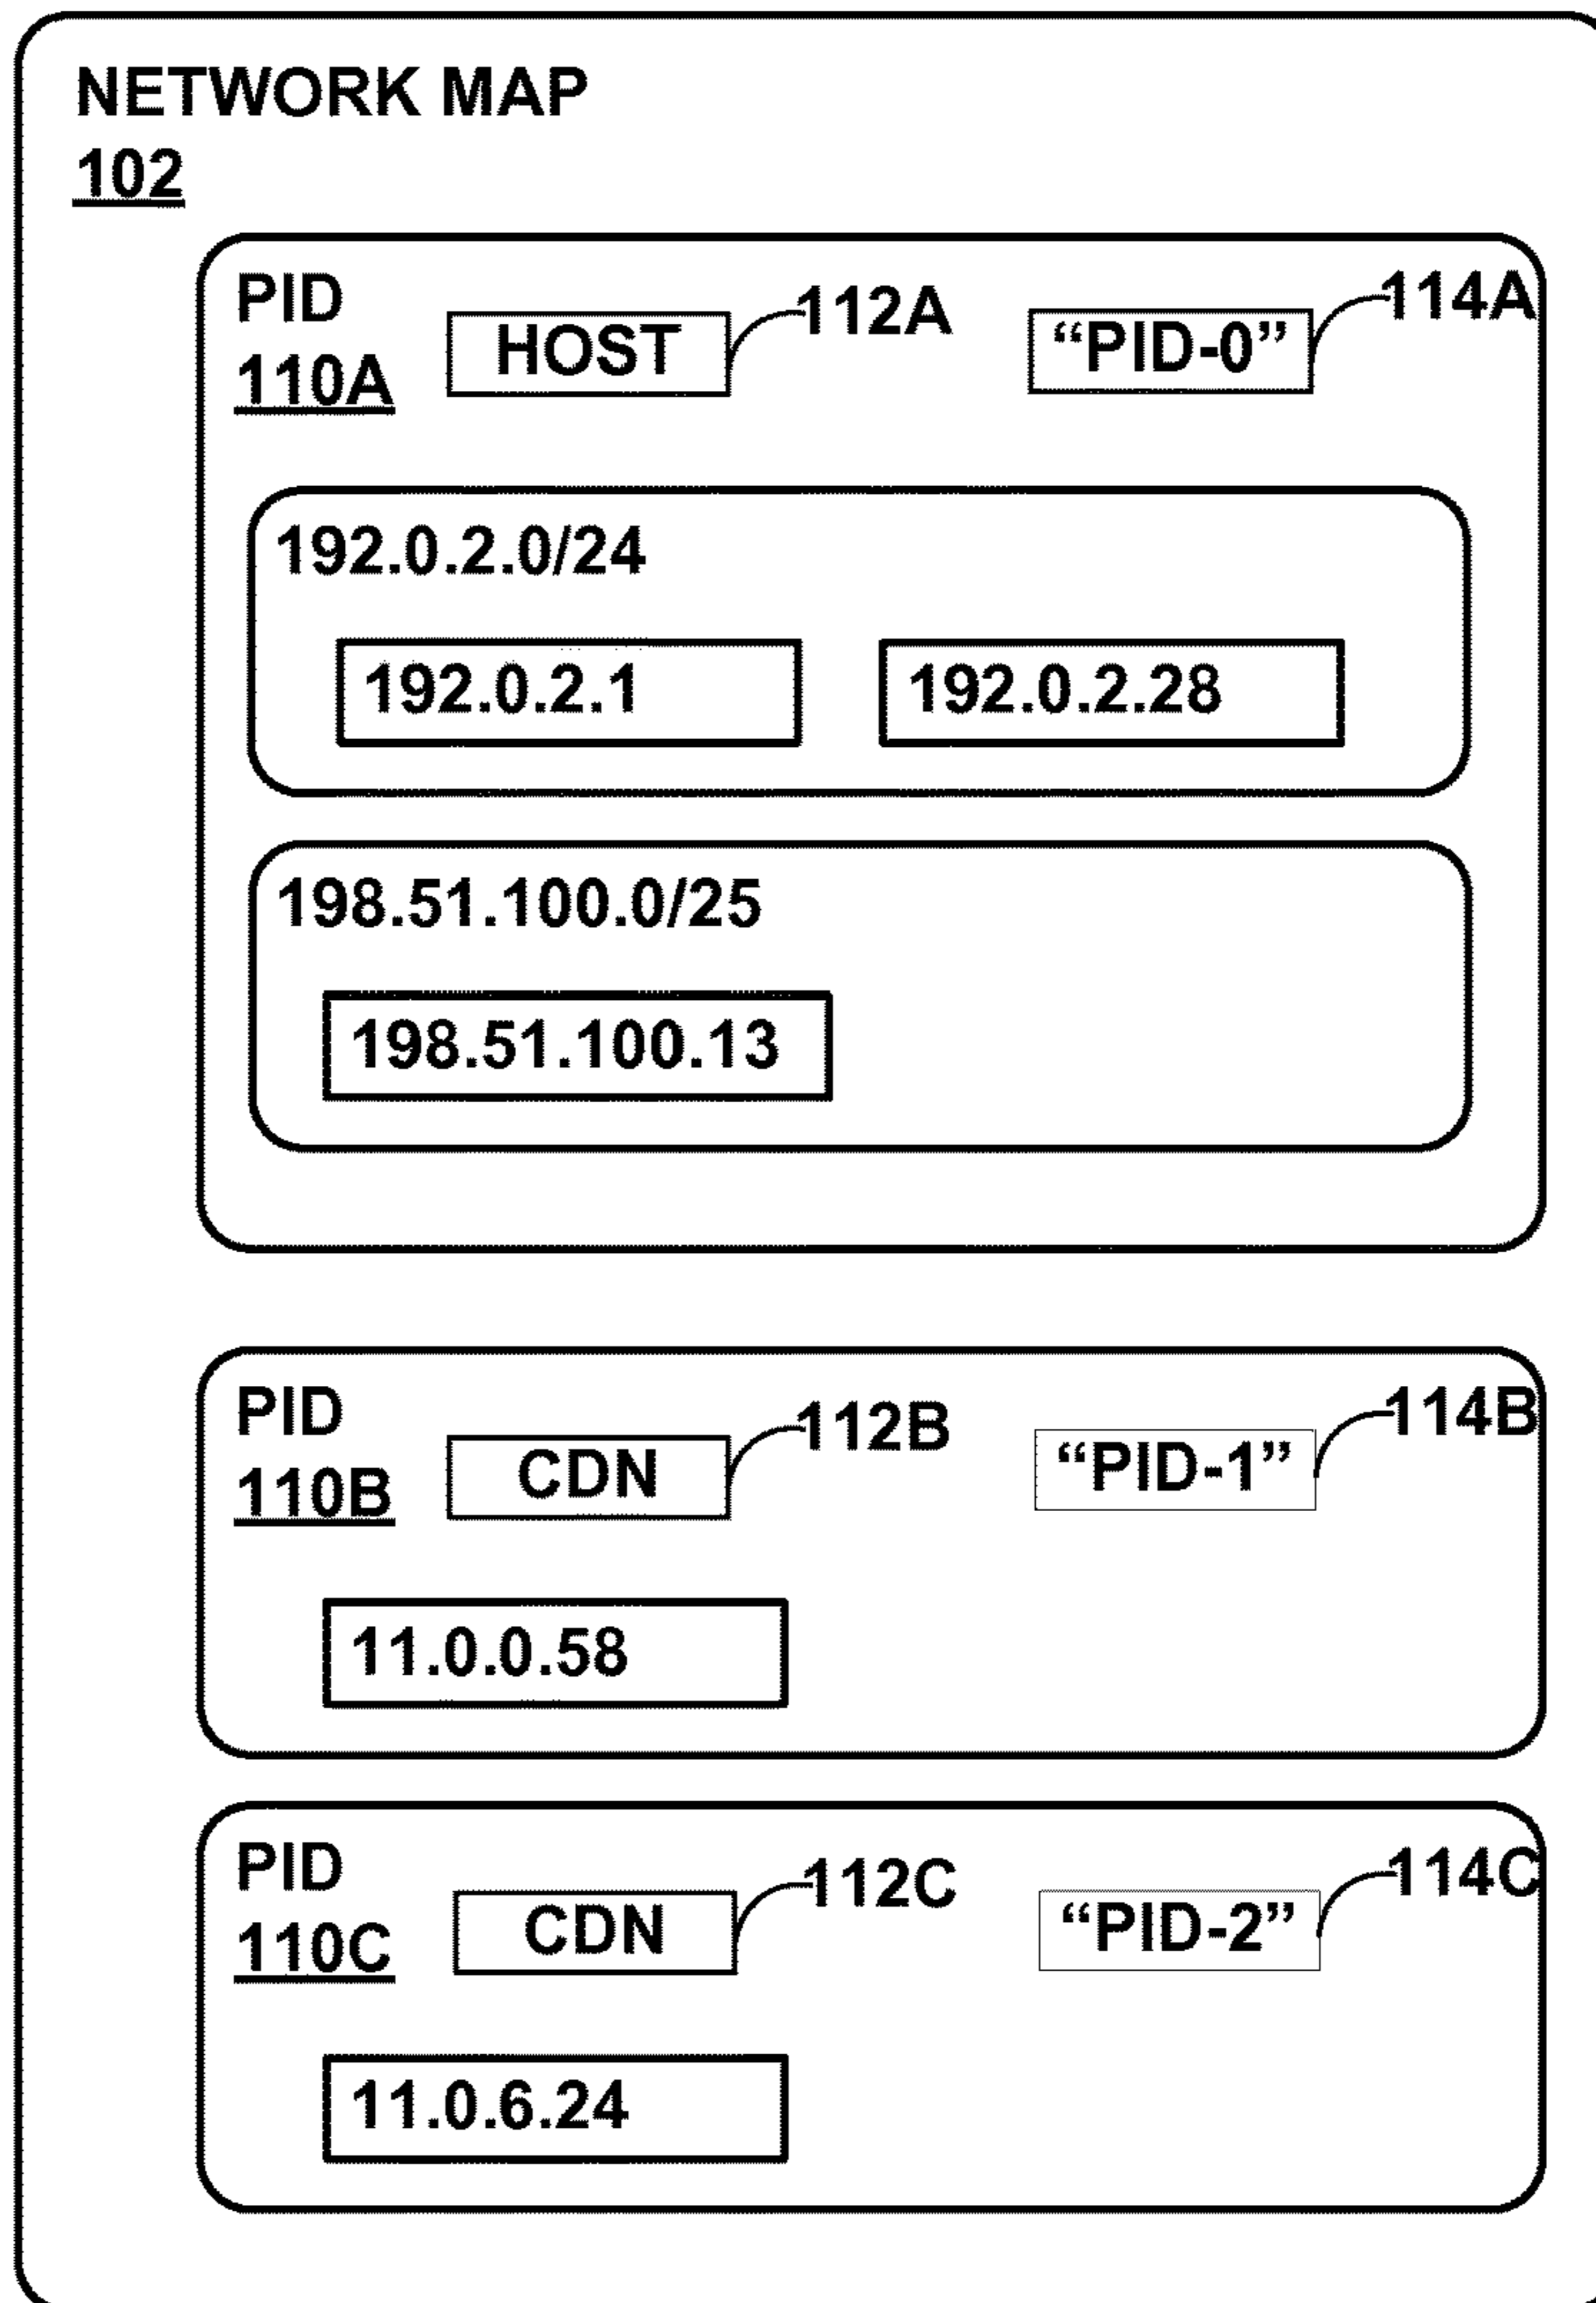 NETWORK MAP
102
PID
110A
HOST
112A
“PID-0”
114A
192.0.2.0/24
192.0.2.1
192.0.2.28
198.51.100.0/25
198.51.100.13
PID
110B
CDN
112B
“PID-1”
114B
11.0.0.58
PID
110C
CDN
112C
“PID-2”
114C
11.0.6.24